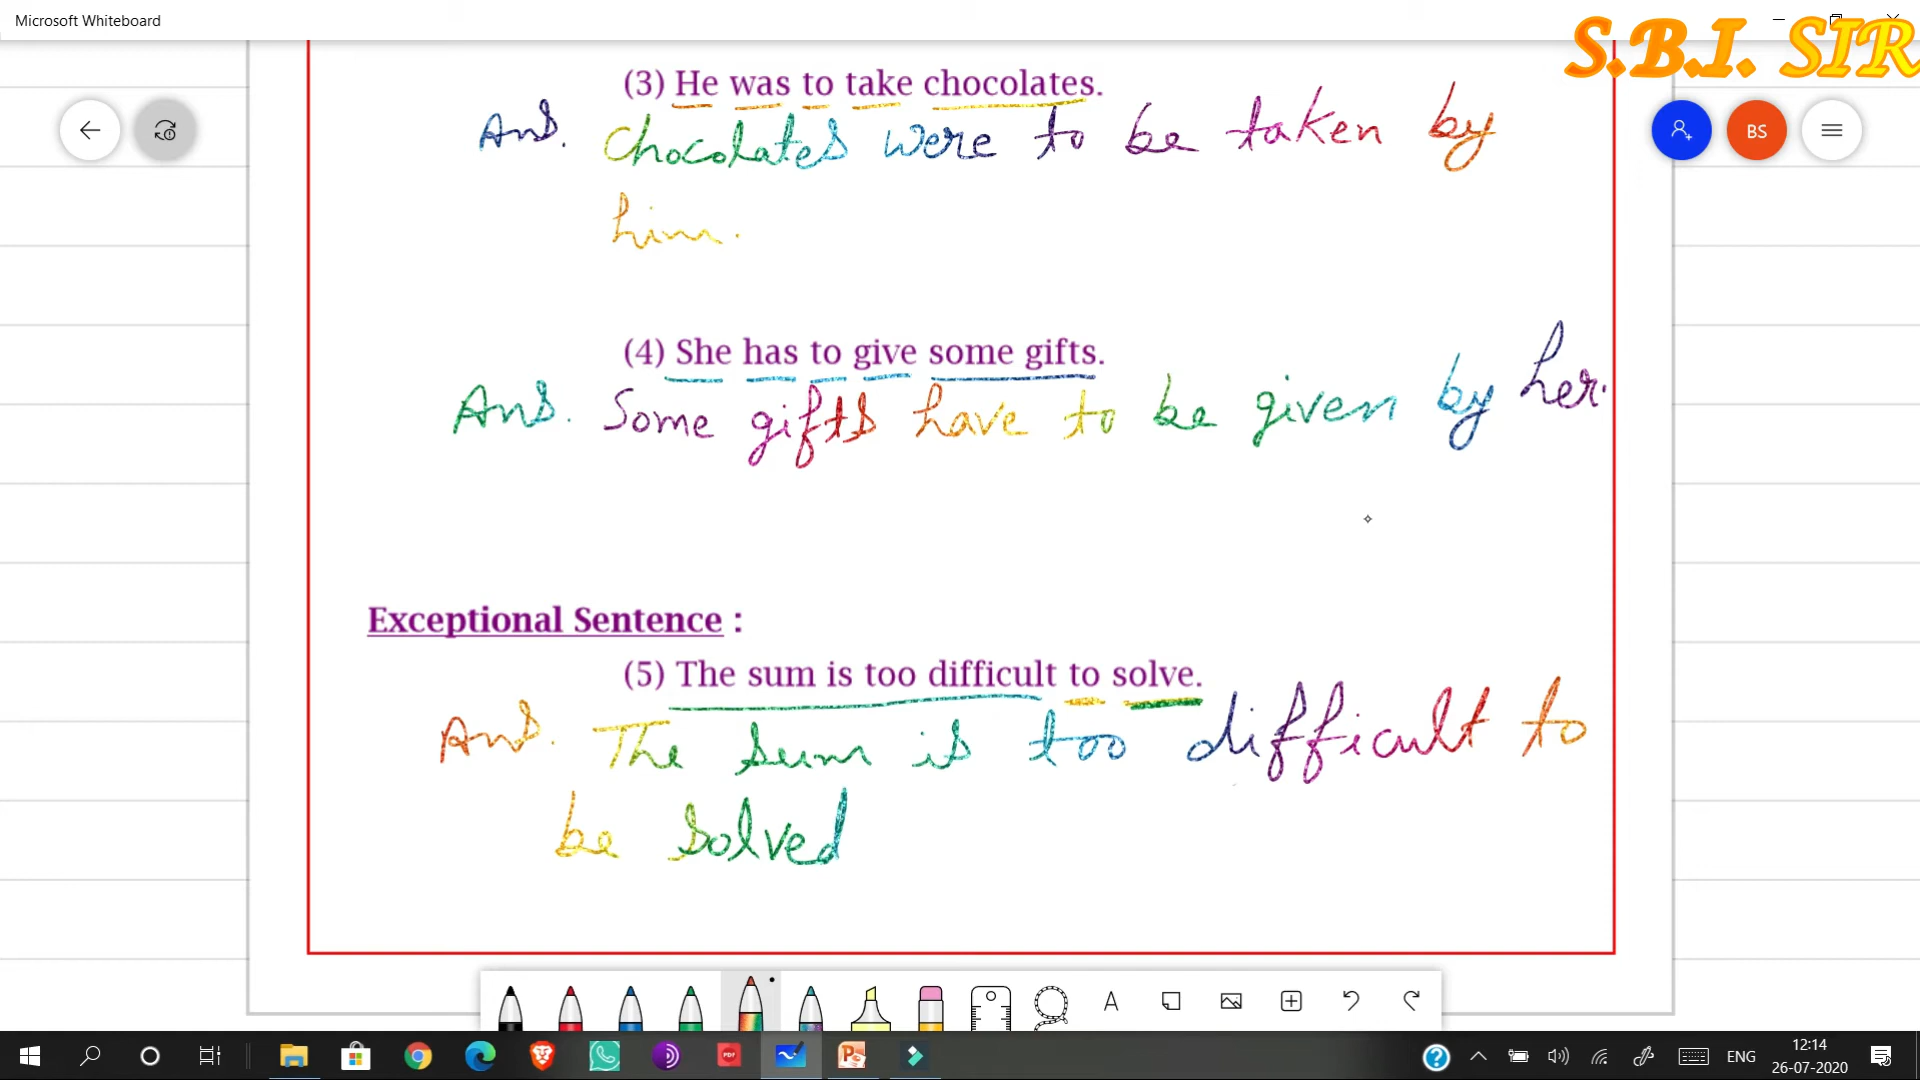 Microsoft Whiteboard
S.B.I. SIR
(3) He was to take chocolates.
Ans. Chocolates were to be taken by
him.
BS
(4) She has to give some gifts.
Ans. Some gifts have to be given by her.
Exceptional Sentence :
(5) The sum is too difficult to solve.
Ans. The sum is too difficult to
be solved
A
PDF
ENG
12:14
26-07-2020